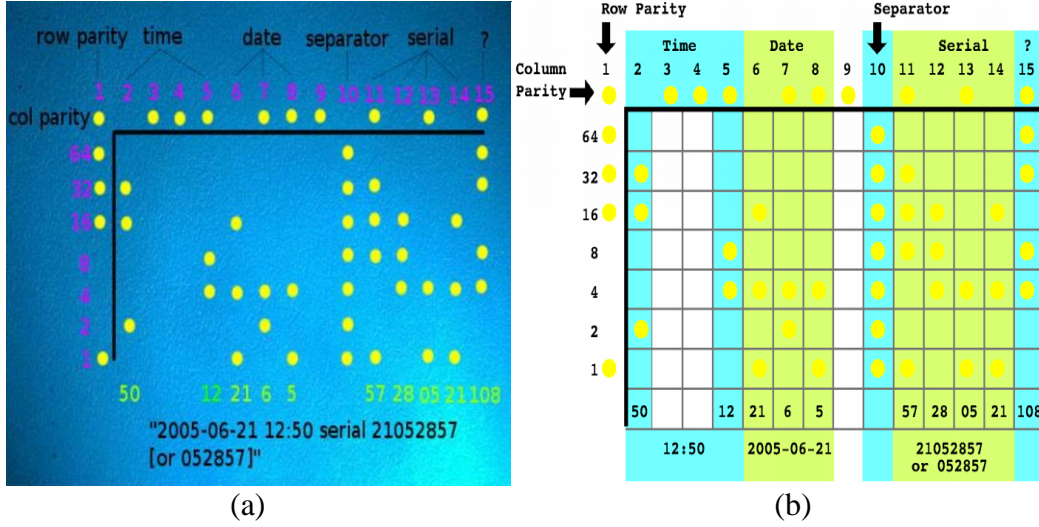 row parity time date separator serial ?
1 2 3 4 5 6 7 8 9 10 11 12 13 14 15
col parity
64
32
16
8
4
2
1
50 12 21 6 5 57 28 05 21 108
"2005-06-21 12:50 serial 21052857
[or 052857]"
(a)
Row Parity Separator
Time Date Serial ?
Column 1 2 3 4 5 6 7 8 9 10 11 12 13 14 15
Parity
64
32
16
8
4
2
1
50 12 21 6 5 57 28 05 21 108
12:50 2005-06-21 21052857
or 052857
(b)